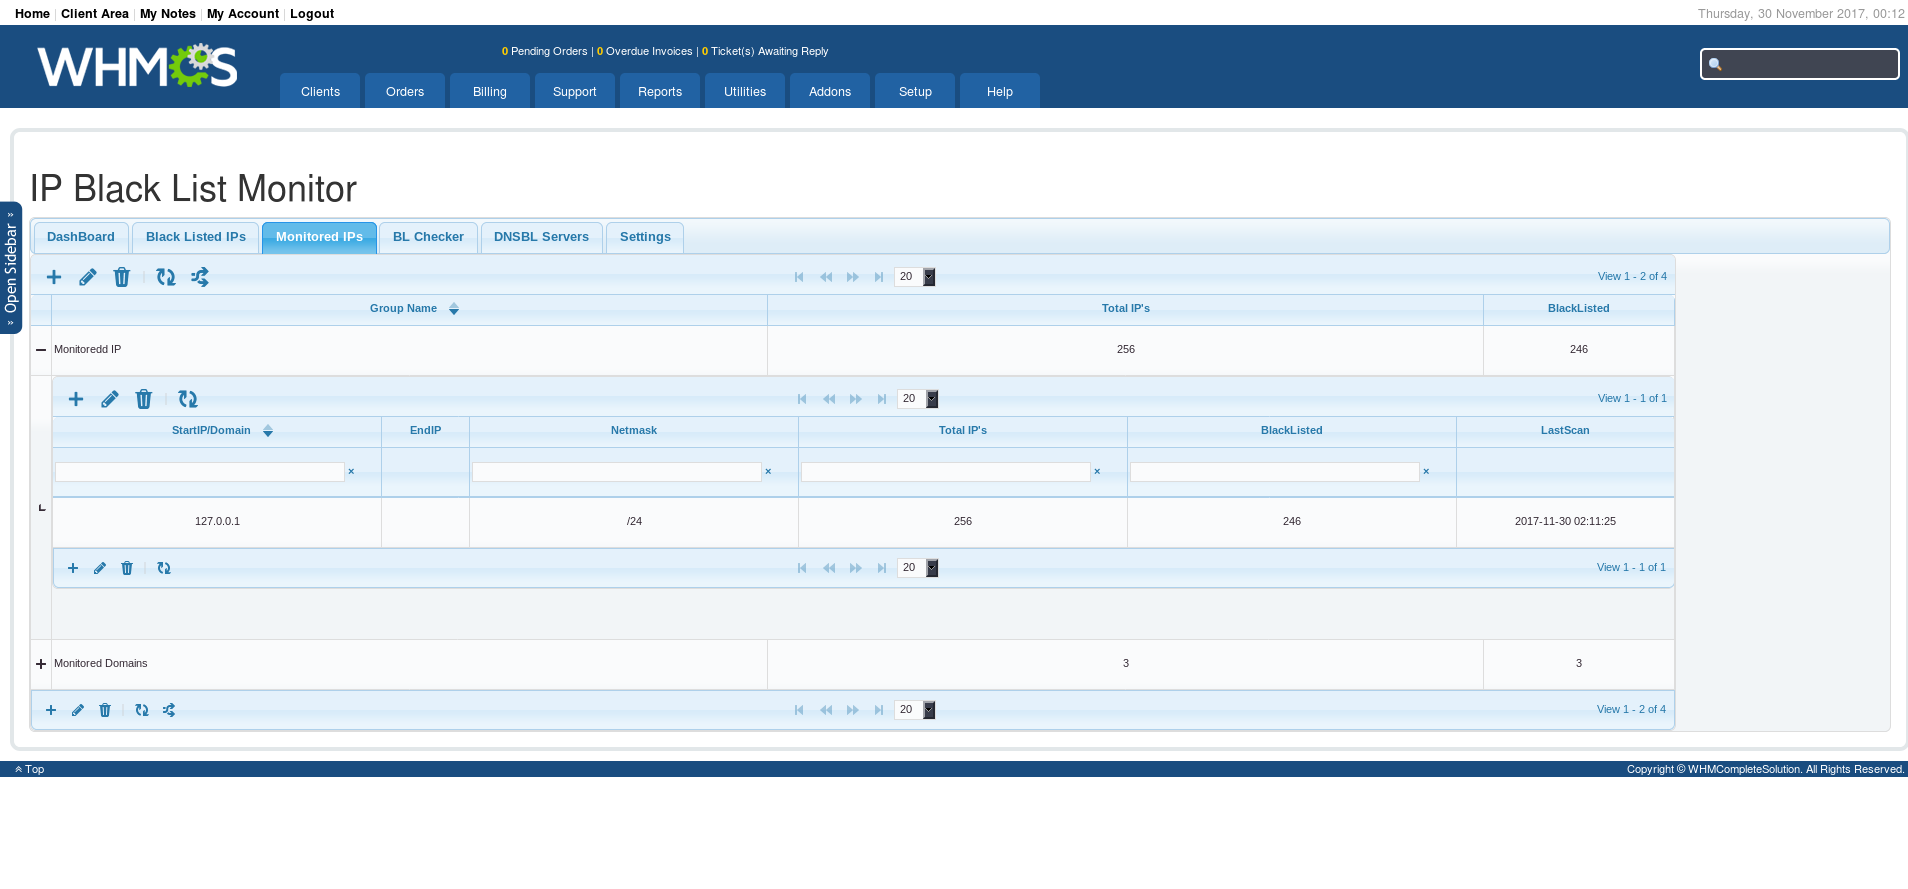 Home | Client Area | My Notes | My Account | Logout
Thursday, 30 November 2017, 00:12
WHMCS
0 Pending Orders | 0 Overdue Invoices | 0 Ticket(s) Awaiting Reply
Clients Orders Billing Support Reports Utilities Addons Setup Help
IP Black List Monitor
» Open Sidebar »
DashBoard Black Listed IPs Monitored IPs BL Checker DNSBL Servers Settings
20 View 1 - 2 of 4
Group Name Total IP's BlackListed
Monitoredd IP 256 246
20 View 1 - 1 of 1
StartIP/Domain EndIP Netmask Total IP's BlackListed LastScan
× × × ×
127.0.0.1 /24 256 246 2017-11-30 02:11:25
20 View 1 - 1 of 1
Monitored Domains 3 3
20 View 1 - 2 of 4
Top
Copyright © WHMCompleteSolution. All Rights Reserved.